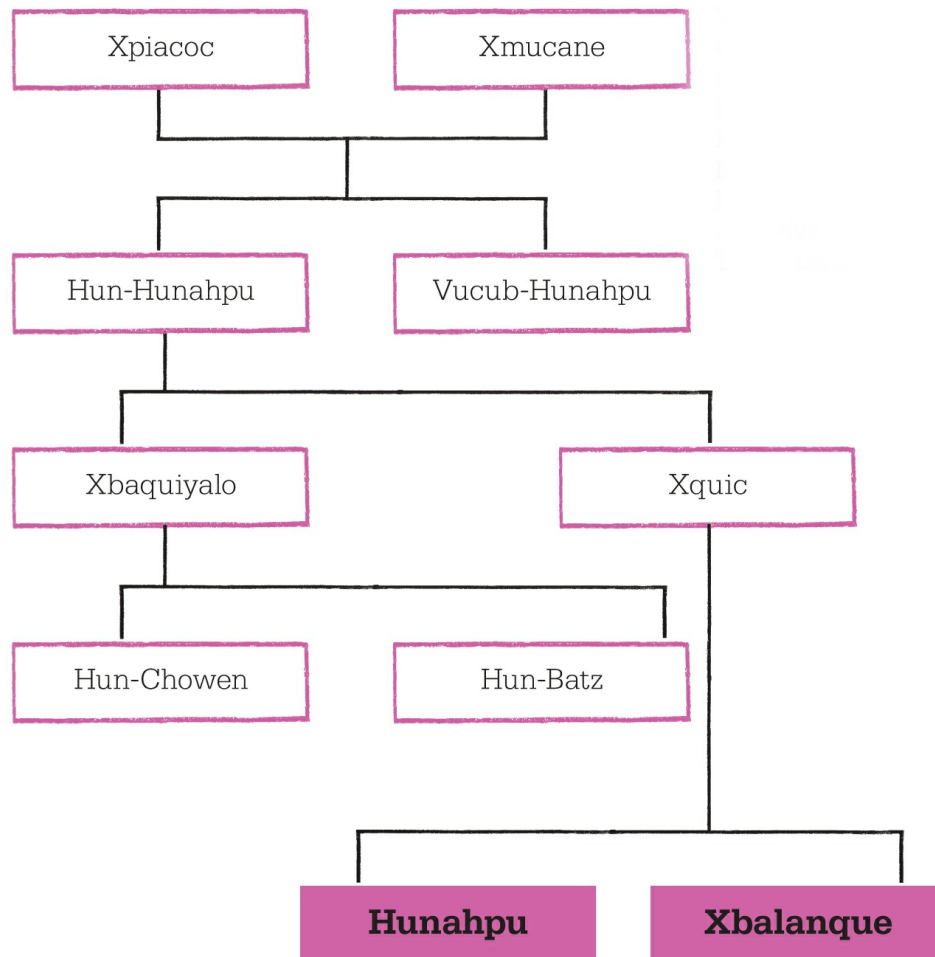 Xpiacoc
Xmucane
Hun-Hunahpu
Vucub-Hunahpu
Xbaquiyalo
Xquic
Hun-Chowen
Hun-Batz
Hunahpu
Xbalanque